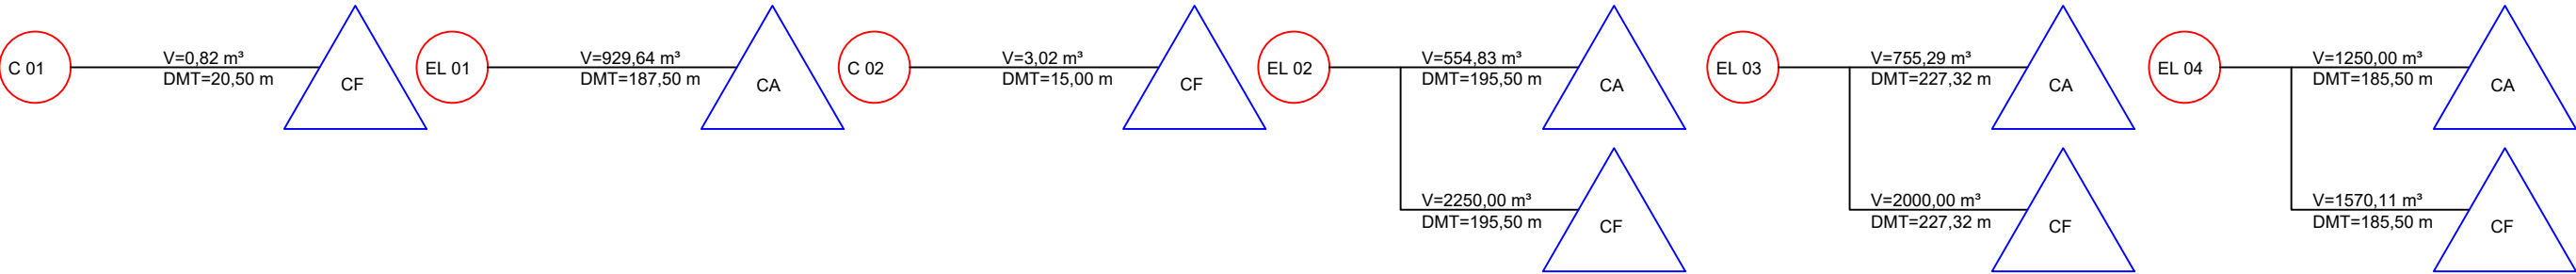 C 01
V=0,82 m³
DMT=20,50 m
CF
EL 01
V=929,64 m³
DMT=187,50 m
CA
C 02
V=3,02 m³
DMT=15,00 m
CF
EL 02
V=554,83 m³
DMT=195,50 m
CA
V=2250,00 m³
DMT=195,50 m
CF
EL 03
V=755,29 m³
DMT=227,32 m
CA
V=2000,00 m³
DMT=227,32 m
CF
EL 04
V=1250,00 m³
DMT=185,50 m
CA
V=1570,11 m³
DMT=185,50 m
CF